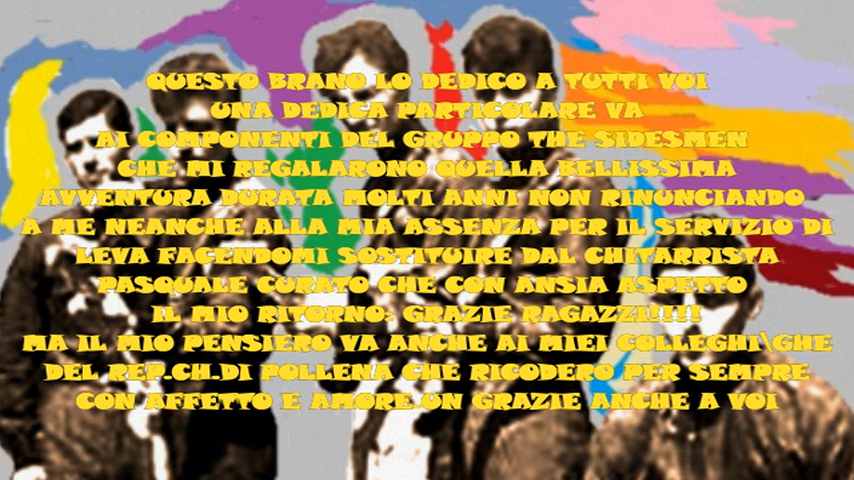 QUESTO BRANO LO DEDICO A TUTTI VOI
UNA DEDICA PARTICOLARE VA
AI COMPONENTI DEL GRUPPO THE SIDESMEN
CHE MI REGALARONO QUELLA BELLISSIMA
AVVENTURA DURATA MOLTI ANNI NON RINUNCIANDO
A ME NEANCHE ALLA MIA ASSENZA PER IL SERVIZIO DI
LEVA FACENDOMI SOSTITUIRE DAL CHITARRISTA
PASQUALE CURATO CHE CON ANSIA ASPETTO
IL MIO RITORNO: GRAZIE RAGAZZI!!!!
MA IL MIO PENSIERO VA ANCHE AI MIEI COLLEGHI\GHE
DEL REP.CH.DI POLLENA CHE RICODERO PER SEMPRE
CON AFFETTO E AMORE.UN GRAZIE ANCHE A VOI